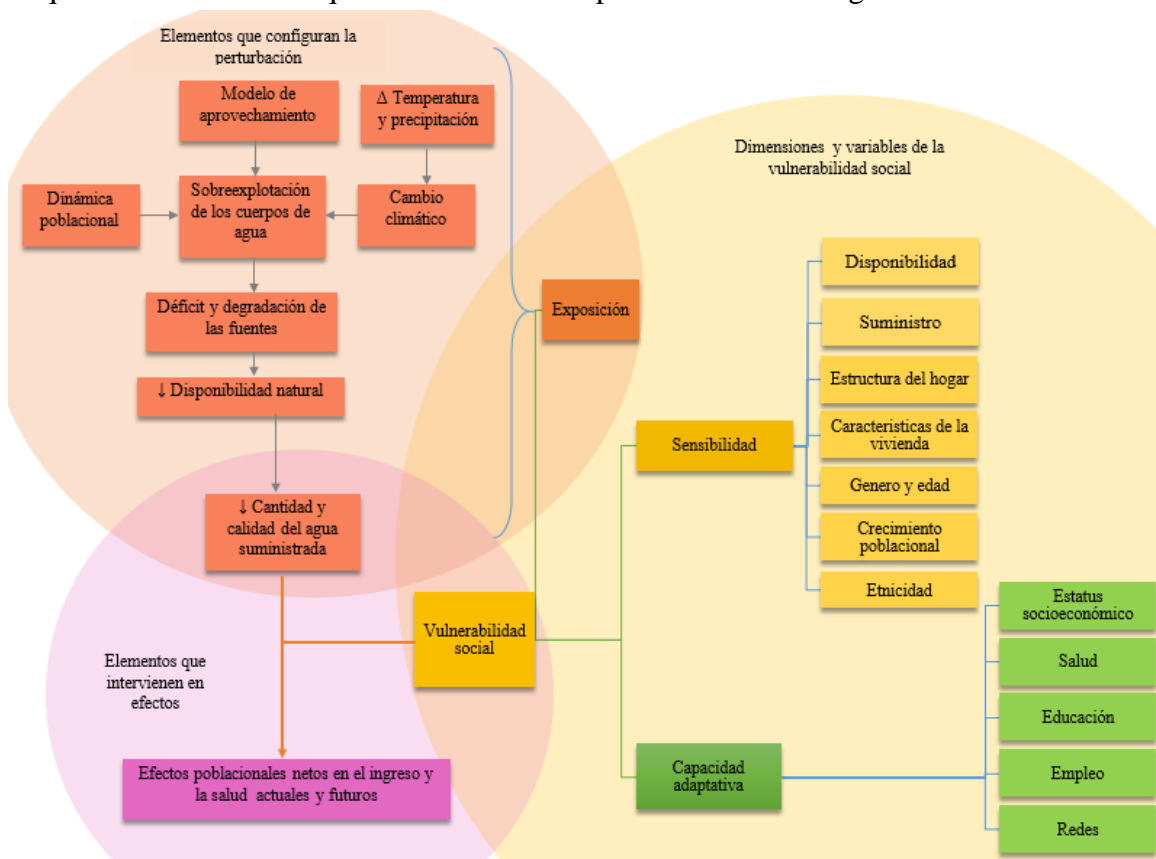 Elementos que configuran la
perturbación
Modelo de
aprovechamiento
Δ Temperatura
y precipitación
Dinámica
poblacional
Sobreexplotación
de los cuerpos de
agua
Cambio
climático
Déficit y degradación de
las fuentes
↓ Disponibilidad natural
↓ Cantidad y
calidad del agua
suministrada
Exposición
Vulnerabilidad
social
Elementos que
intervienen en
efectos
Efectos poblacionales netos en el ingreso y
la salud actuales y futuros
Dimensiones y variables de la
vulnerabilidad social
Sensibilidad
Disponibilidad
Suministro
Estructura del hogar
Caracteristicas de la
vivienda
Genero y edad
Crecimiento
poblacional
Etnicidad
Capacidad
adaptativa
Estatus
socioeconómico
Salud
Educación
Empleo
Redes